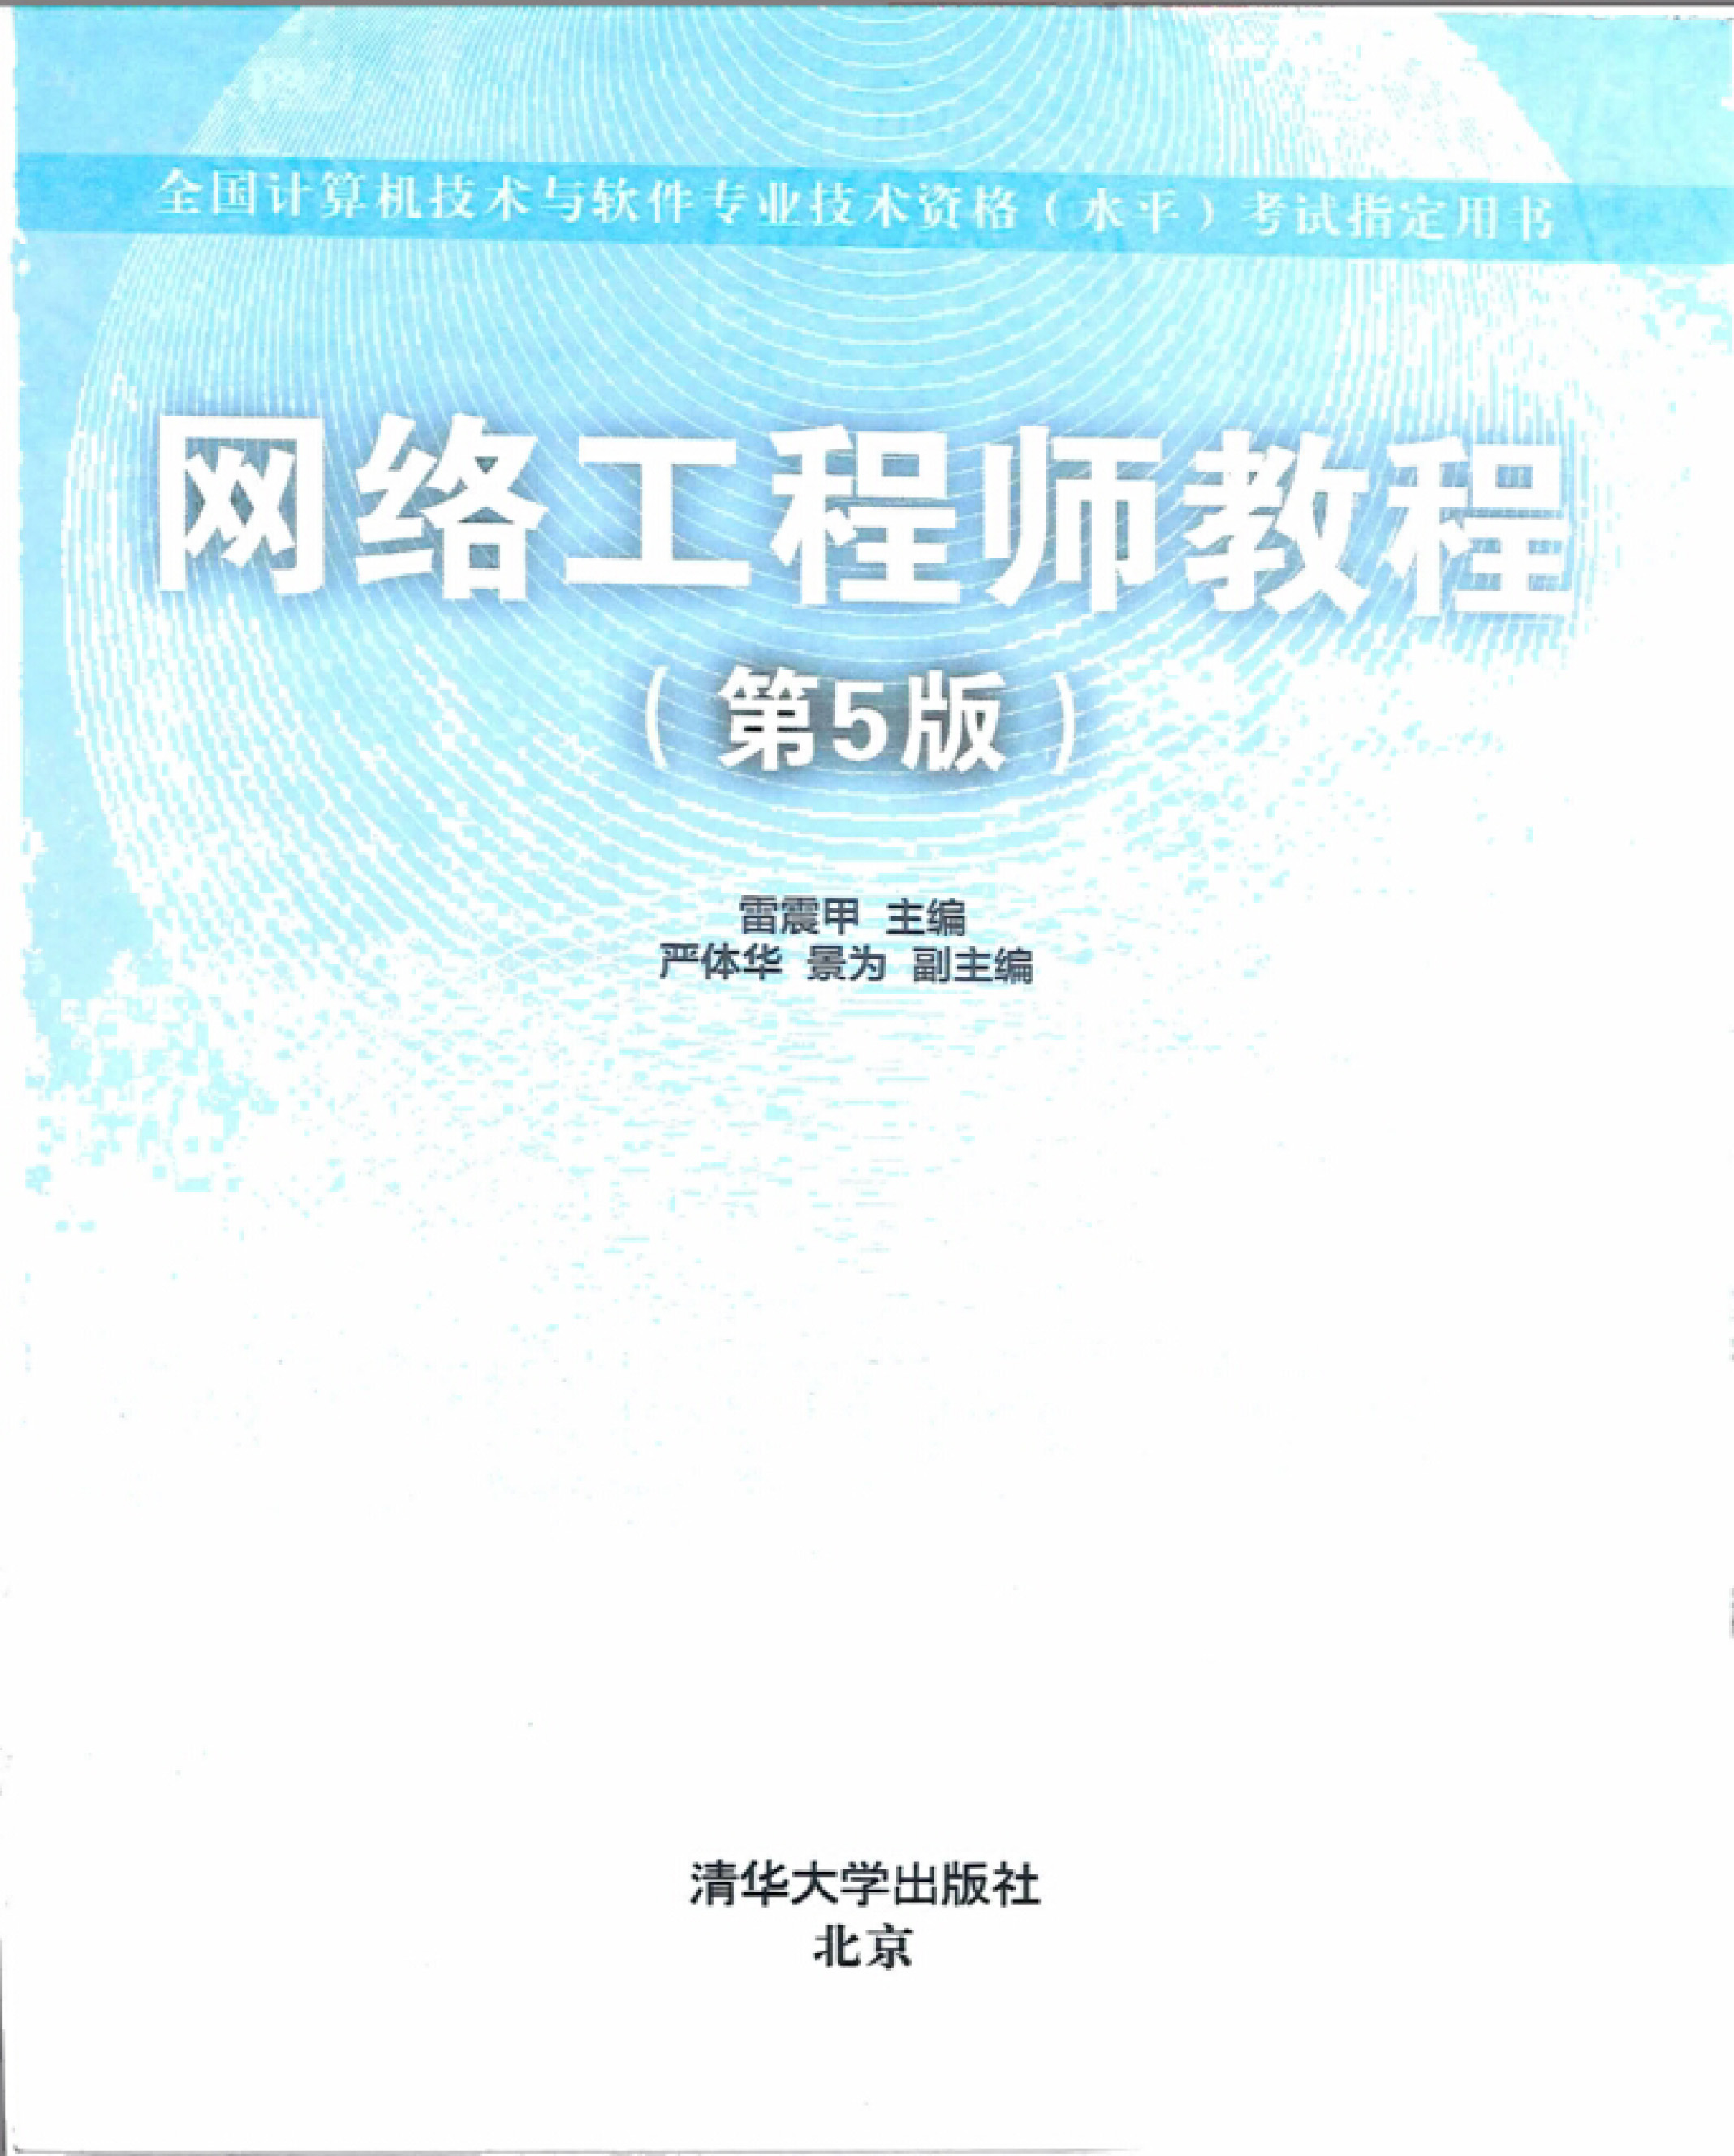 全国计算机技术与软件专业技术资格（水平）考试指定用书
网络工程师教程
（第5版）
雷震甲 主编
严体华 景为 副主编
清华大学出版社
北京